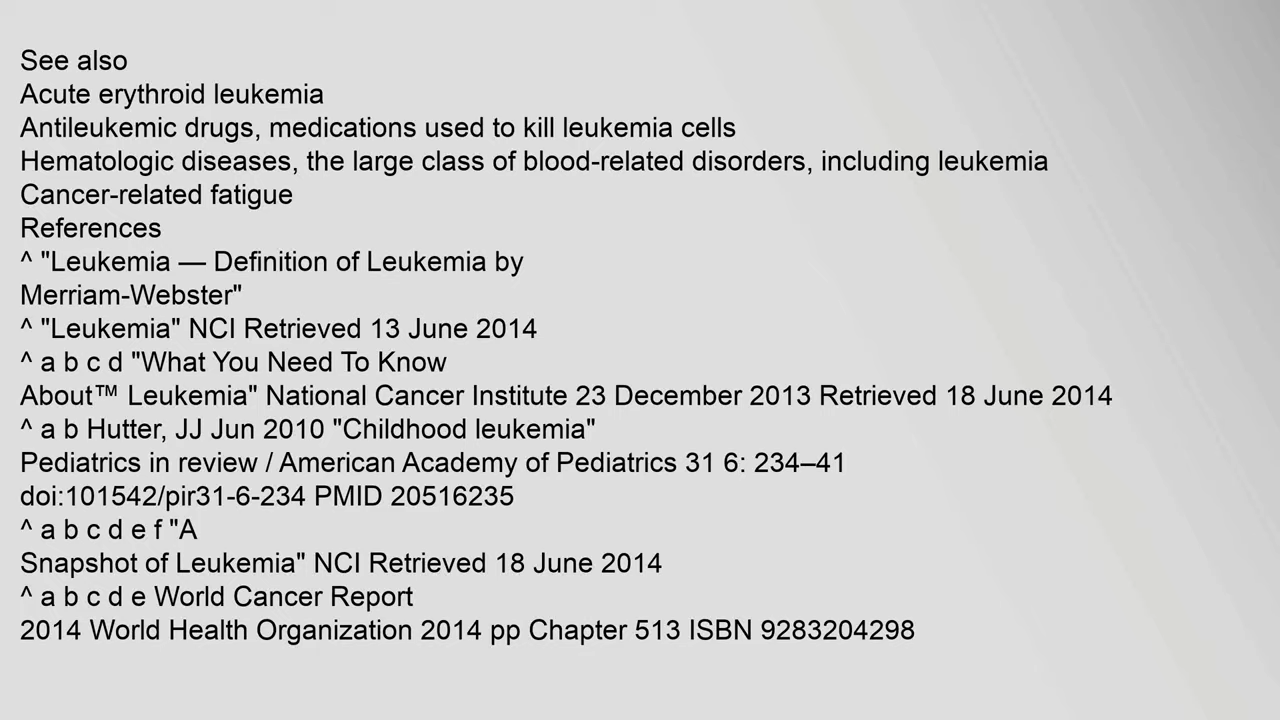 See also
Acute erythroid leukemia
Antileukemic drugs, medications used to kill leukemia cells
Hematologic diseases, the large class of blood-related disorders, including leukemia
Cancer-related fatigue
References
^ "Leukemia — Definition of Leukemia by
Merriam-Webster"
^ "Leukemia" NCI Retrieved 13 June 2014
^ a b c d "What You Need To Know
About™ Leukemia" National Cancer Institute 23 December 2013 Retrieved 18 June 2014
^ a b Hutter, JJ Jun 2010 "Childhood leukemia"
Pediatrics in review / American Academy of Pediatrics 31 6: 234–41
doi:101542/pir31-6-234 PMID 20516235
^ a b c d e f "A
Snapshot of Leukemia" NCI Retrieved 18 June 2014
^ a b c d e World Cancer Report
2014 World Health Organization 2014 pp Chapter 513 ISBN 9283204298